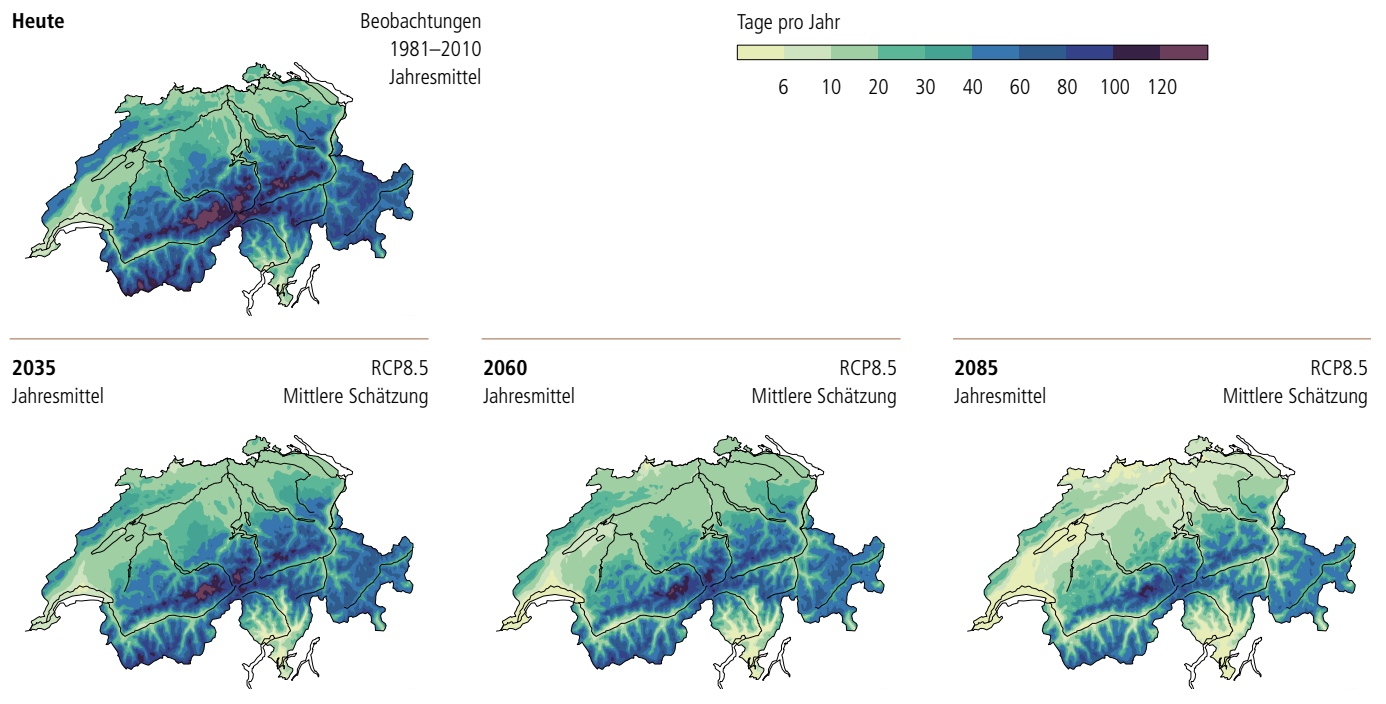 Heute
Beobachtungen
1981–2010
Jahresmittel
Tage pro Jahr
6 10 20 30 40 60 80 100 120
2035 RCP8.5
Jahresmittel Mittlere Schätzung
2060 RCP8.5
Jahresmittel Mittlere Schätzung
2085 RCP8.5
Jahresmittel Mittlere Schätzung